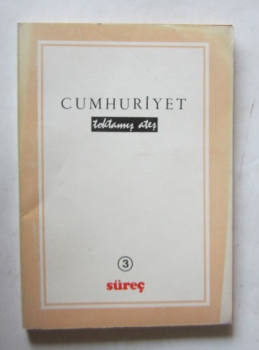 CUMHURİYET
toktamış ateş
3
süreç